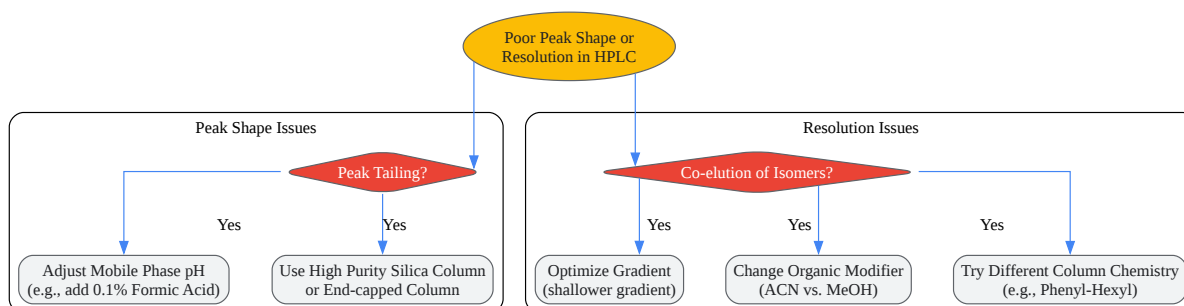 Poor Peak Shape or
Resolution in HPLC
Peak Shape Issues
Resolution Issues
Peak Tailing?
Co-elution of Isomers?
Yes
Yes
Yes
Yes
Yes
Adjust Mobile Phase pH
(e.g., add 0.1% Formic Acid)
Use High Purity Silica Column
or End-capped Column
Optimize Gradient
(shallower gradient)
Change Organic Modifier
(ACN vs. MeOH)
Try Different Column Chemistry
(e.g., Phenyl-Hexyl)